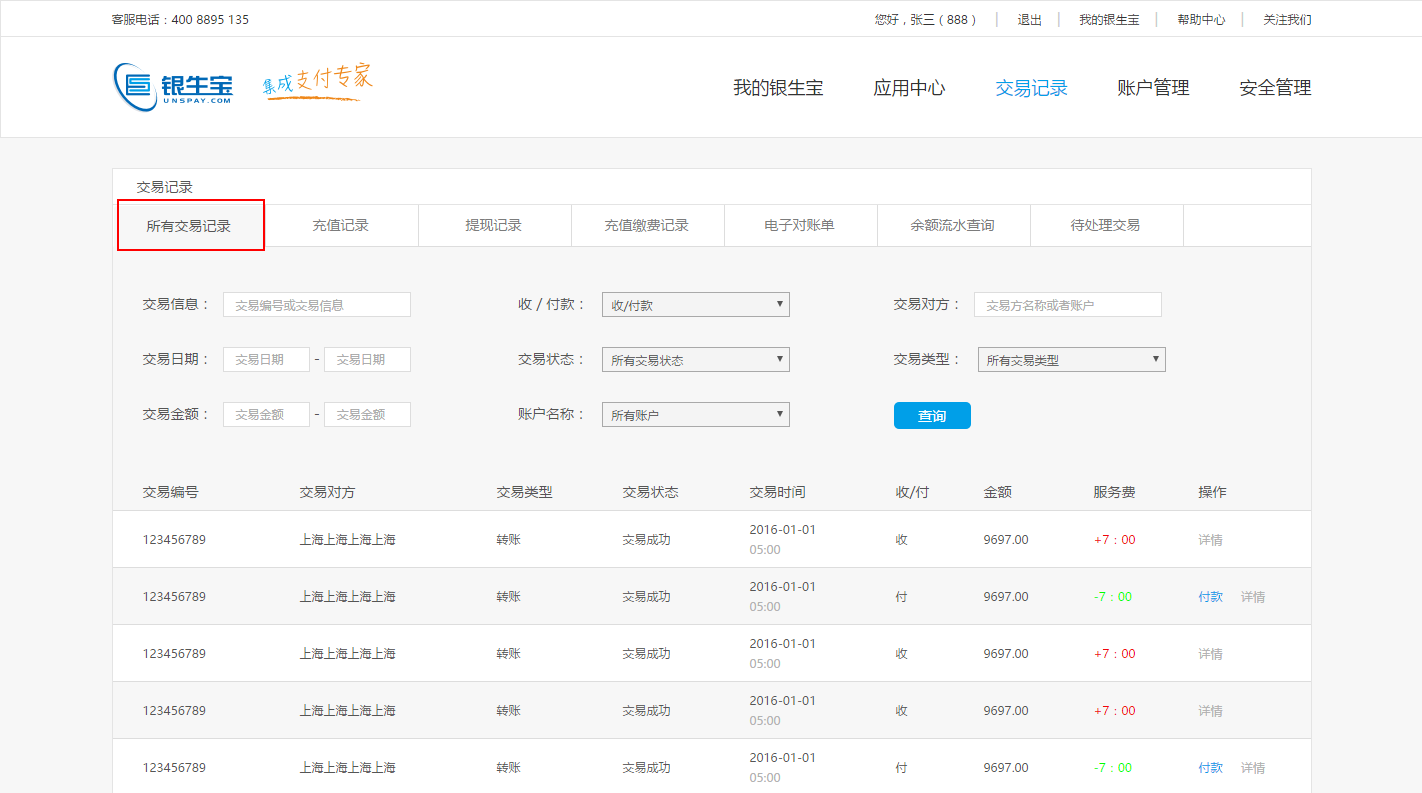 客服电话：400 8895 135 您好，张三（888） | 退出 | 我的银生宝 | 帮助中心 | 关注我们
银生宝 集成支付专家 我的银生宝 应用中心 交易记录 账户管理 安全管理
UNSPAY.COM
交易记录
所有交易记录 充值记录 提现记录 充值缴费记录 电子对账单 余额流水查询 待处理交易
交易信息： 交易编号或交易信息 收 / 付款： 收/付款 交易对方： 交易方名称或者账户
交易日期： 交易日期 - 交易日期 交易状态： 所有交易状态 交易类型： 所有交易类型
交易金额： 交易金额 - 交易金额 账户名称： 所有账户 查询
交易编号 交易对方 交易类型 交易状态 交易时间 收/付 金额 服务费 操作
123456789 上海上海上海上海 转账 交易成功 2016-01-01 05:00 收 9697.00 +7：00 详情
123456789 上海上海上海上海 转账 交易成功 2016-01-01 05:00 付 9697.00 -7：00 付款 详情
123456789 上海上海上海上海 转账 交易成功 2016-01-01 05:00 收 9697.00 +7：00 详情
123456789 上海上海上海上海 转账 交易成功 2016-01-01 05:00 收 9697.00 +7：00 详情
123456789 上海上海上海上海 转账 交易成功 2016-01-01 05:00 付 9697.00 -7：00 付款 详情